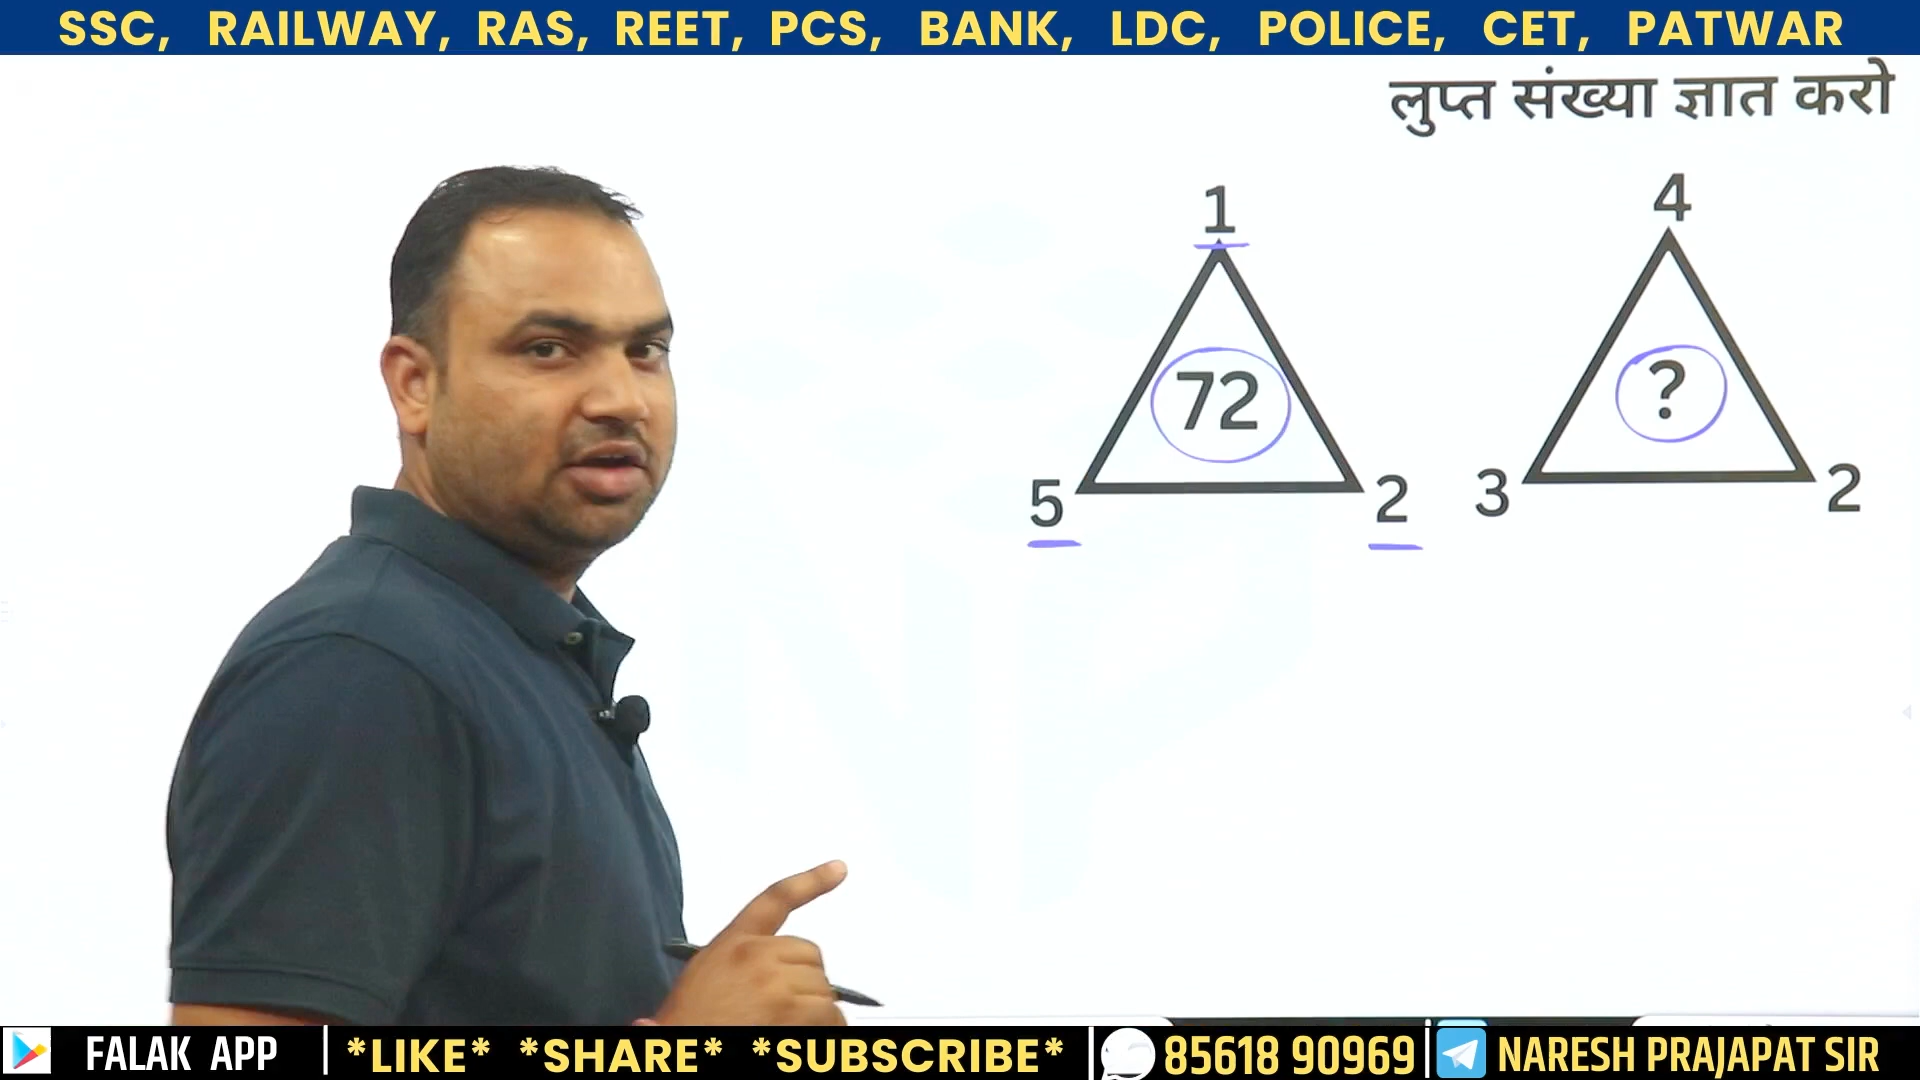 SSC, RAILWAY, RAS, REET, PCS, BANK, LDC, POLICE, CET, PATWAR
लुप्त संख्या ज्ञात करो
1
72
5
2
4
?
3
2
FALAK APP
*LIKE* *SHARE* *SUBSCRIBE*
85618 90969
NARESH PRAJAPAT SIR